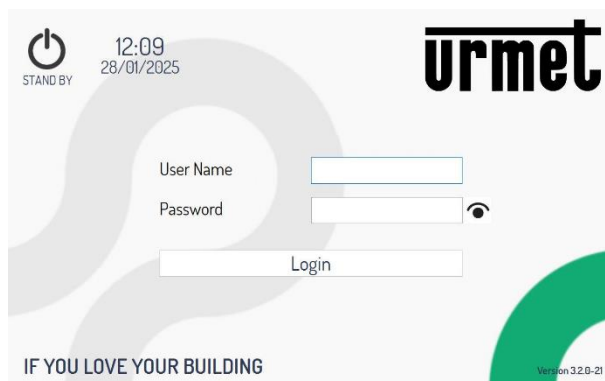 12:09
28/01/2025
STAND BY
urmet
User Name
Password
Login
IF YOU LOVE YOUR BUILDING
Version 3.2.0-21